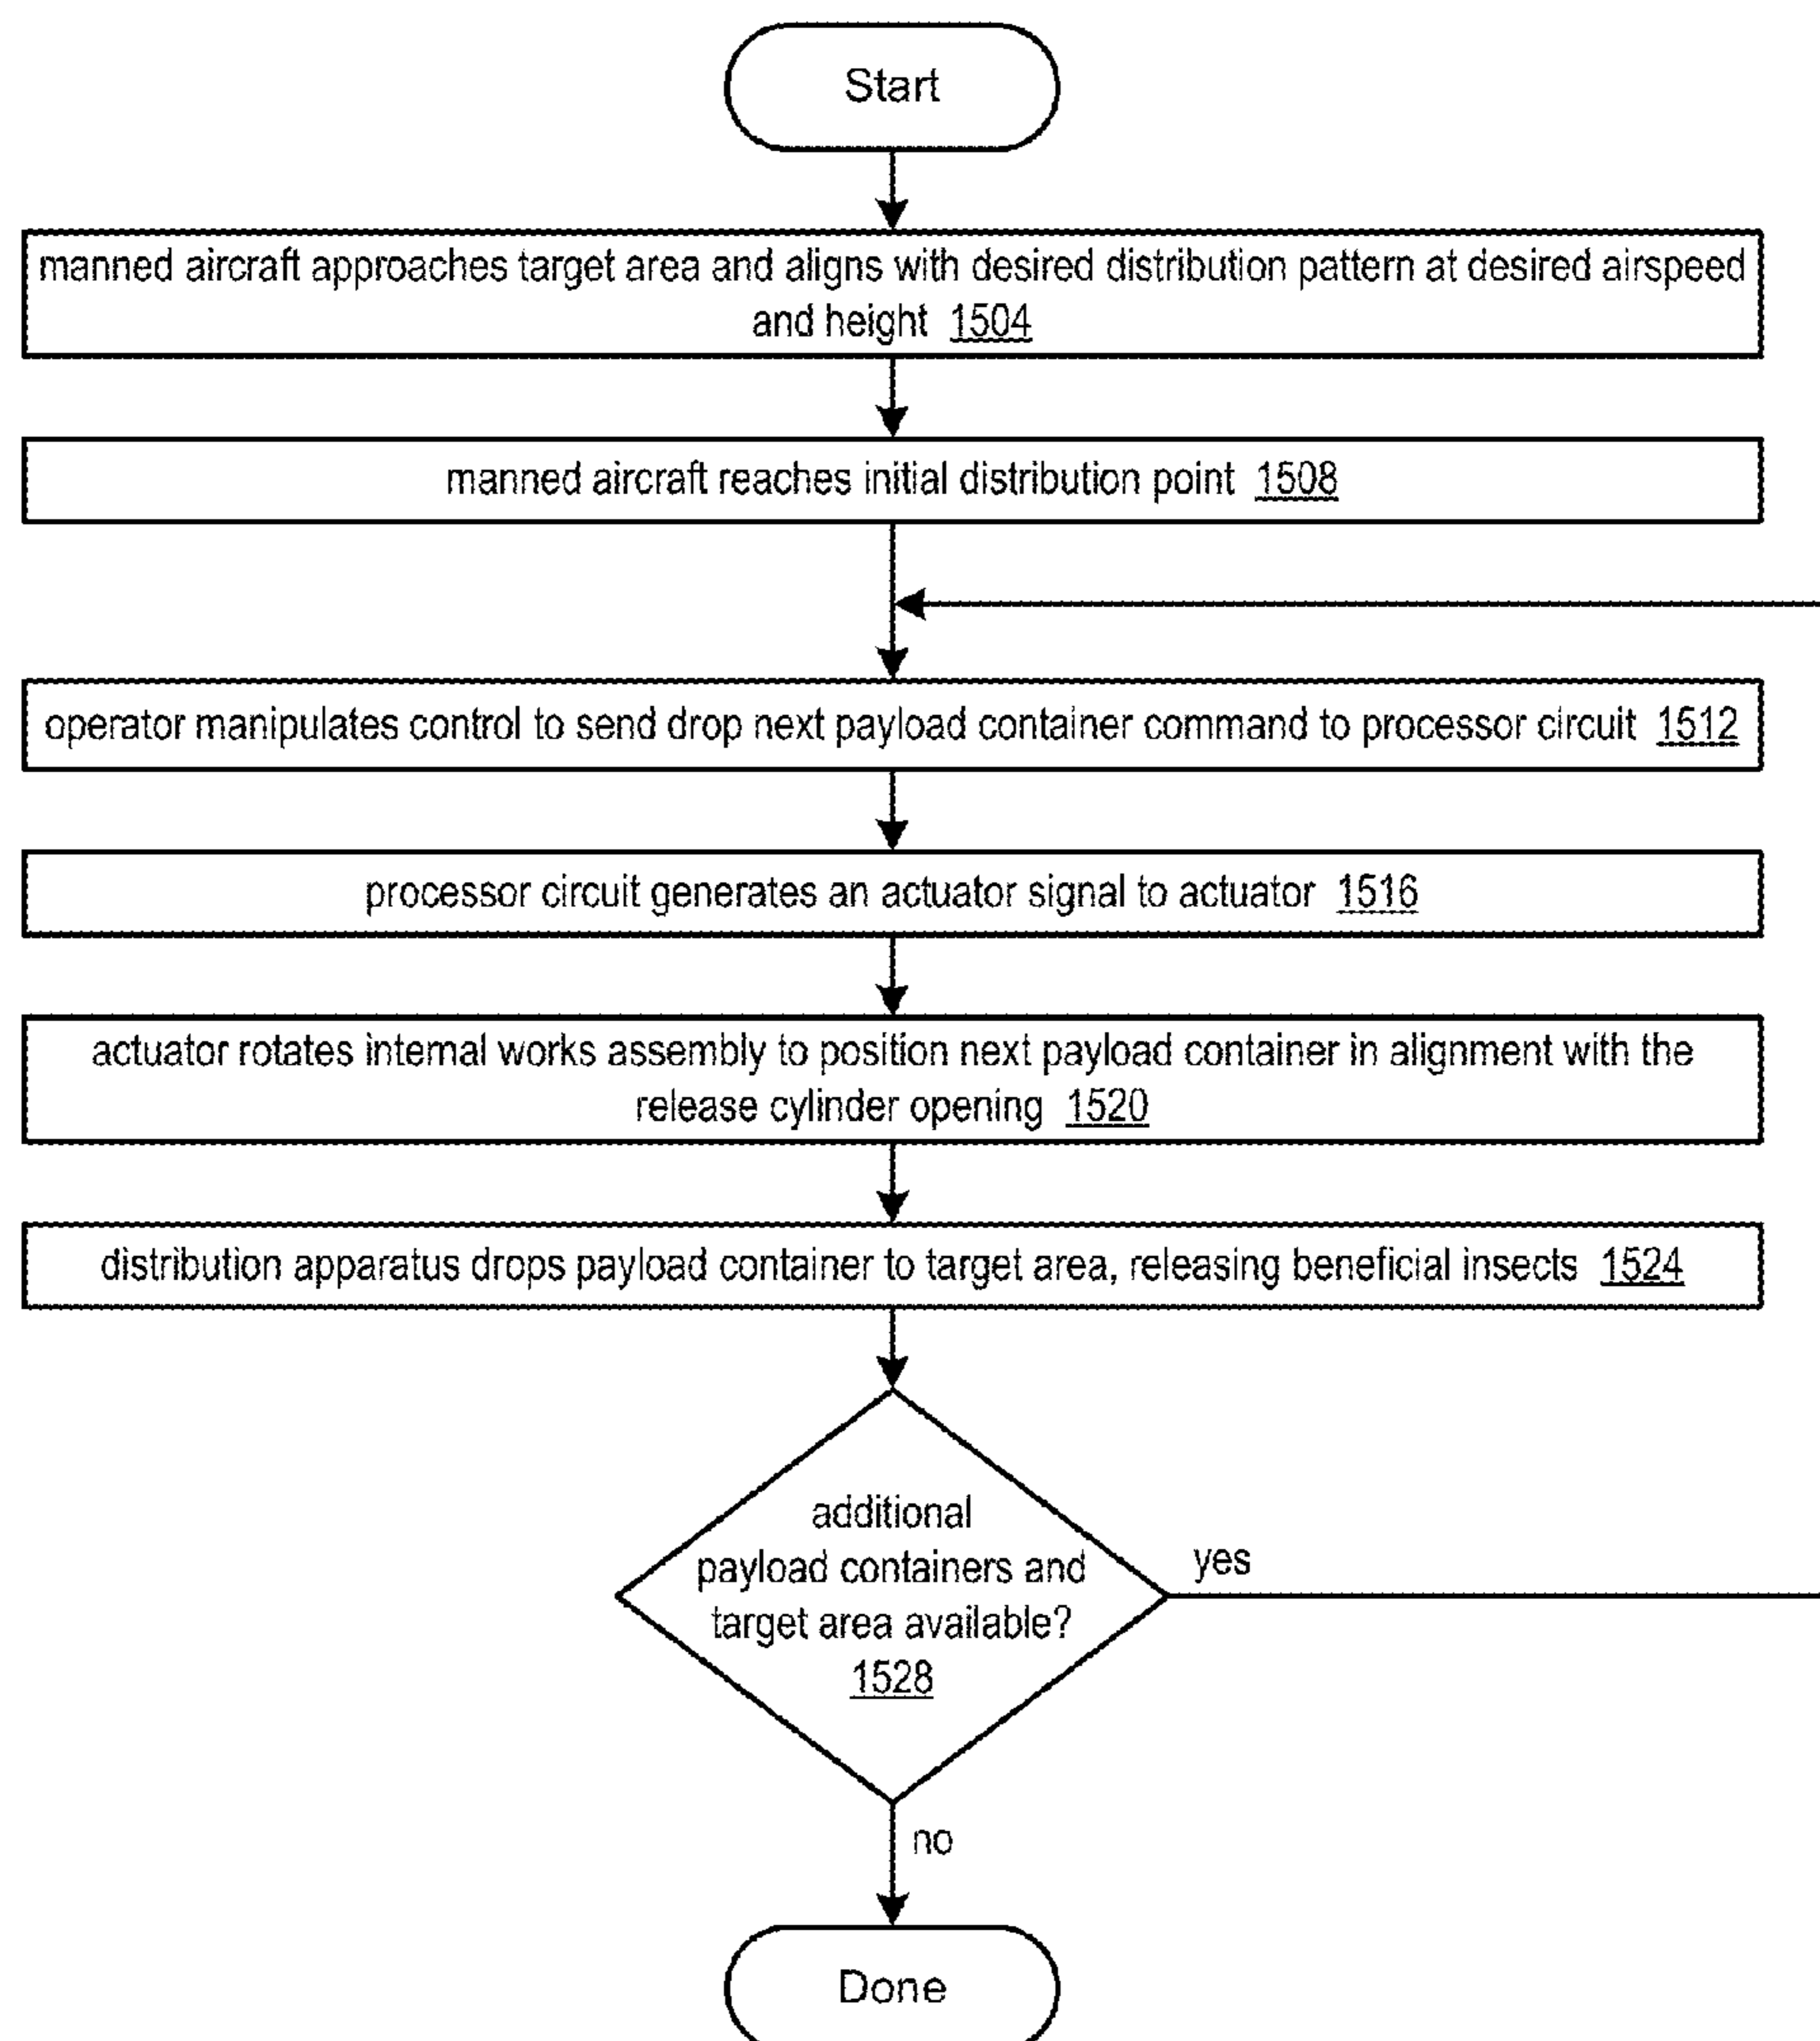 Start
manned aircraft approaches target area and aligns with desired distribution pattern at desired airspeed
and height 1504
manned aircraft reaches initial distribution point 1508
operator manipulates control to send drop next payload container command to processor circuit 1512
processor circuit generates an actuator signal to actuator 1516
actuator rotates internal works assembly to position next payload container in alignment with the
release cylinder opening 1520
distribution apparatus drops payload container to target area, releasing beneficial insects 1524
additional
payload containers and
target area available?
1528
yes
no
Done